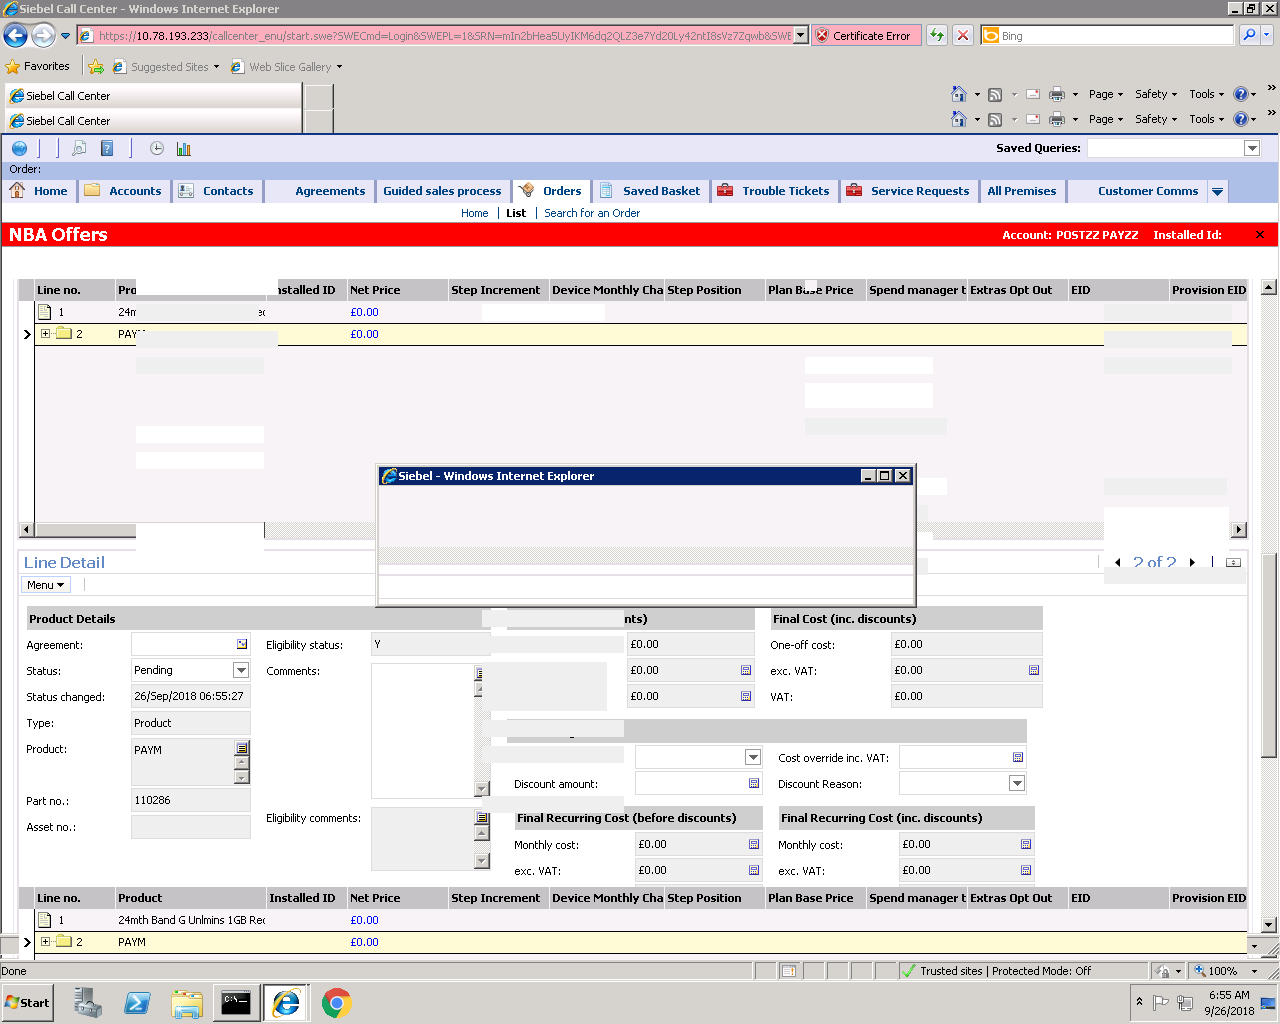 Siebel Call Center - Windows Internet Explorer
https://10.78.193.233/callcenter_enu/start.swe?SWECmd=Login&SWEPL=1&SRN=mIn2bHea5UyIKM6dq2QLZ3e7Yd20Ly42ntI8sVz7Zqwb&SWE Certificate Error Bing
Favorites Suggested Sites Web Slice Gallery
Siebel Call Center Page Safety Tools
Siebel Call Center Page Safety Tools
Saved Queries:
Order:
Home Accounts Contacts Agreements Guided sales process Orders Saved Basket Trouble Tickets Service Requests All Premises Customer Comms
Home List Search for an Order
NBA Offers Account: POSTZZ PAYZZ Installed Id:
Line no. Pro nstalled ID Net Price Step Increment Device Monthly Cha Step Position Plan Base Price Spend manager t Extras Opt Out EID Provision EID
1 24m £0.00
2 PAY £0.00
Siebel - Windows Internet Explorer
Line Detail 2 of 2
Menu
Product Details nts) Final Cost (inc. discounts)
Agreement: Eligibility status: Y £0.00 One-off cost: £0.00
Status: Pending Comments: £0.00 exc. VAT: £0.00
Status changed: 26/Sep/2018 06:55:27 £0.00 VAT: £0.00
Type: Product
Product: PAYM Cost override inc. VAT:
Discount amount: Discount Reason:
Part no.: 110286
Asset no.: Eligibility comments: Final Recurring Cost (before discounts) Final Recurring Cost (inc. discounts)
Monthly cost: £0.00 Monthly cost: £0.00
exc. VAT: £0.00 exc. VAT: £0.00
Line no. Product Installed ID Net Price Step Increment Device Monthly Cha Step Position Plan Base Price Spend manager t Extras Opt Out EID Provision EID
1 24mth Band G Unlmins 1GB Rec £0.00
2 PAYM £0.00
Done Trusted sites | Protected Mode: Off 100%
Start 6:55 AM
9/26/2018